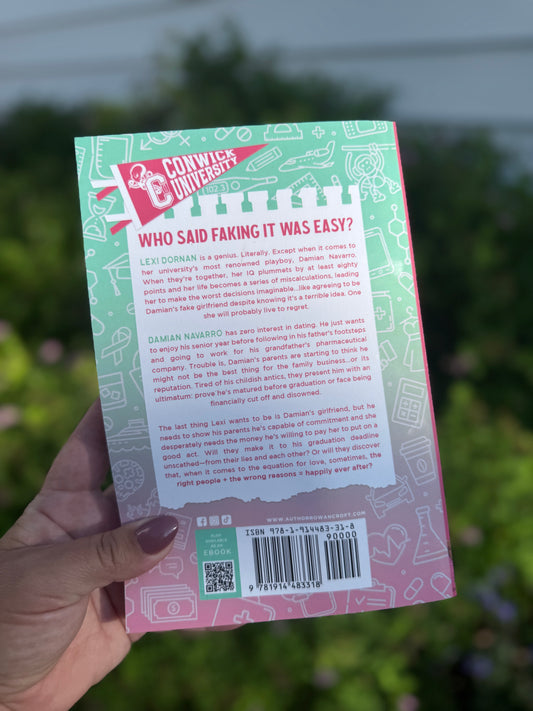 CONWICK
UNIVERSITY
C
102.3
WHO SAID FAKING IT WAS EASY?
LEXI DORNAN is a genius. Literally. Except when it comes to
her university's most renowned playboy, Damian Navarro.
When they're together, her IQ plummets by at least eighty
points and her life becomes a series of miscalculations, leading
her to make the worst decisions imaginable...like agreeing to be
Damian's fake girlfriend despite knowing it's a terrible idea. One
she will probably live to regret.
DAMIAN NAVARRO has zero interest in dating. He just wants
to enjoy his senior year before following in his father's footsteps
and going to work for his grandfather's pharmaceutical
company. Trouble is, Damian's parents are starting to think he
might not be the best thing for the family business...or its
reputation. Tired of his childish antics, they present him with an
ultimatum: prove he's matured before graduation or face being
financially cut off and disowned.
The last thing Lexi wants to be is Damian's girlfriend, but he
needs to show his parents he's capable of commitment and she
desperately needs the money he's willing to pay her to put on a
good act. Will they make it to his graduation deadline
unscathed—from their lies and each other? Or will they discover
that, when it comes to the equation for love, sometimes, the
right people + the wrong reasons = happily ever after?
WWW.AUTHORROWANCROFT.COM
ALSO
AVAILABLE
AS AN
EBOOK
ISBN 978-1-914483-31-8
90000
9 781914 483318